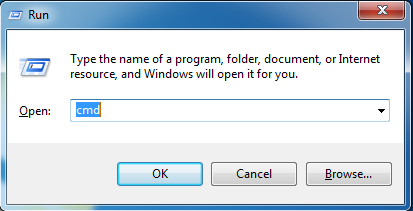 Run
Type the name of a program, folder, document, or Internet
resource, and Windows will open it for you.
Open: cmd
OK Cancel Browse...